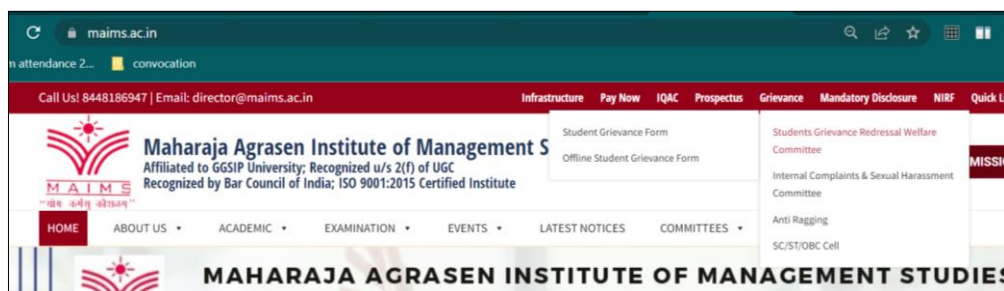 maims.ac.in
n attendance 2... convocation
Call Us! 8448186947 | Email: director@maims.ac.in Infrastructure Pay Now IQAC Prospectus Grievance Mandatory Disclosure NIRF Quick L
Student Grievance Form
Offline Student Grievance Form
Students Grievance Redressal Welfare
Committee
Internal Complaints & Sexual Harassment
Committee
Anti Ragging
SC/ST/OBC Cell
Maharaja Agrasen Institute of Management S
Affiliated to GGSIP University; Recognized u/s 2(f) of UGC
Recognized by Bar Council of India; ISO 9001:2015 Certified Institute
MAIMS
MISSIO
HOME ABOUT US ACADEMIC EXAMINATION EVENTS LATEST NOTICES COMMITTEES
MAHARAJA AGRASEN INSTITUTE OF MANAGEMENT STUDIES